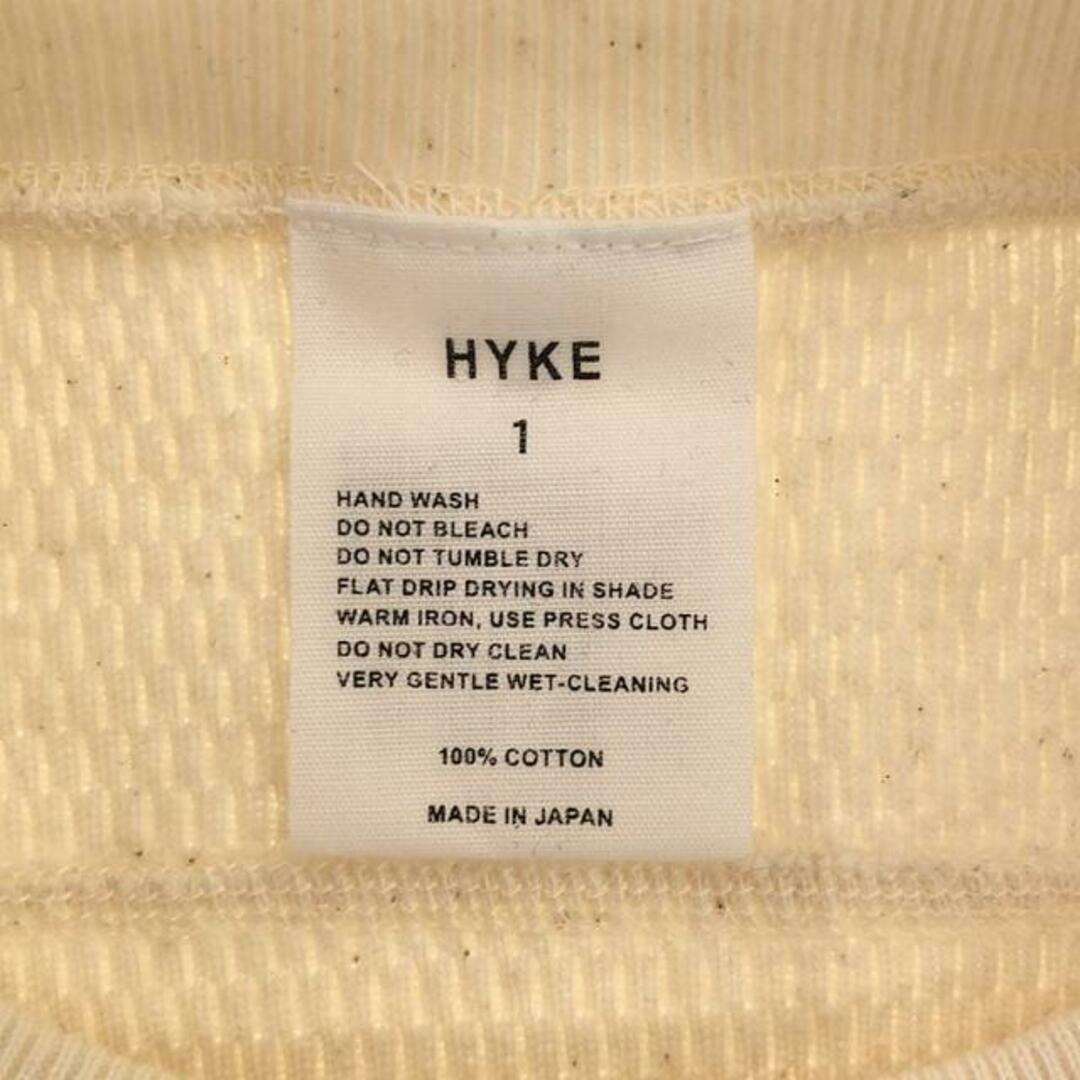 HYKE
1
HAND WASH
DO NOT BLEACH
DO NOT TUMBLE DRY
FLAT DRIP DRYING IN SHADE
WARM IRON, USE PRESS CLOTH
DO NOT DRY CLEAN
VERY GENTLE WET-CLEANING
100% COTTON
MADE IN JAPAN